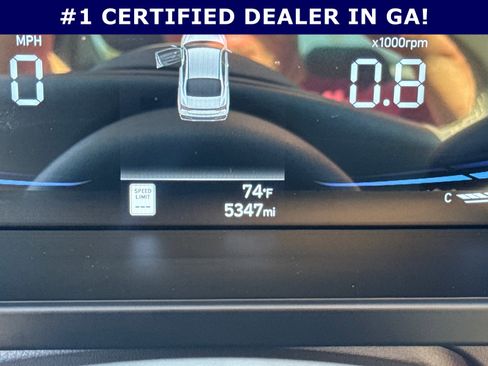 #1 CERTIFIED DEALER IN GA!
MPH
x1000rpm
0
0.8
SPEED
LIMIT
--
74°F
5347mi
C